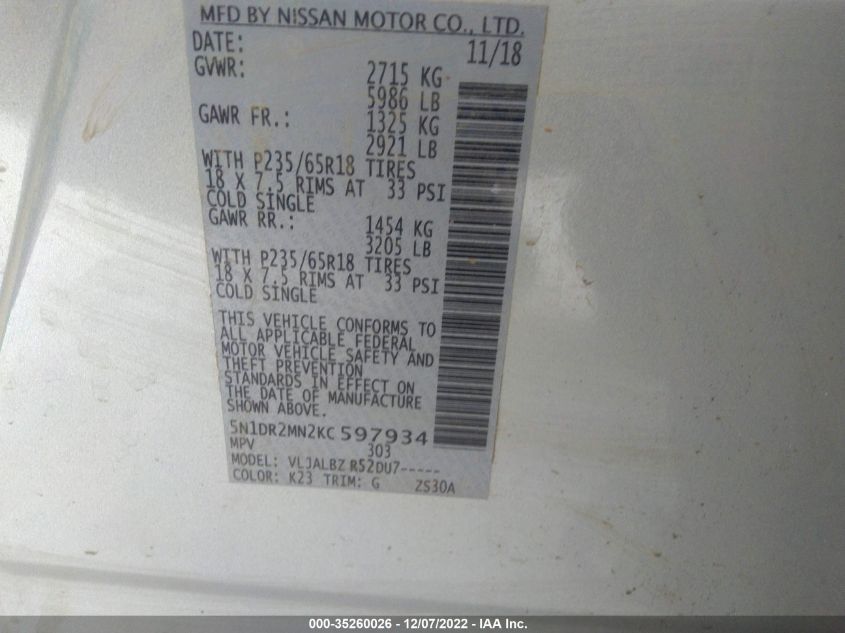 MFD BY NISSAN MOTOR CO., LTD.
DATE: 11/18
GVWR: 2715 KG
5986 LB
GAWR FR.: 1325 KG
2921 LB
WITH P235/65R18 TIRES
18 X 7.5 RIMS AT 33 PSI
COLD SINGLE
GAWR RR.: 1454 KG
3205 LB
WITH P235/65R18 TIRES
18 X 7.5 RIMS AT 33 PSI
COLD SINGLE
THIS VEHICLE CONFORMS TO
ALL APPLICABLE FEDERAL
MOTOR VEHICLE SAFETY AND
THEFT PREVENTION
STANDARDS IN EFFECT ON
THE DATE OF MANUFACTURE
SHOWN ABOVE.
5N1DR2MN2KC 597934
MPV 303
MODEL: VLJALBZ R52DU7-----
COLOR: K23 TRIM: G ZS30A
000-35260026 - 12/07/2022 - IAA Inc.